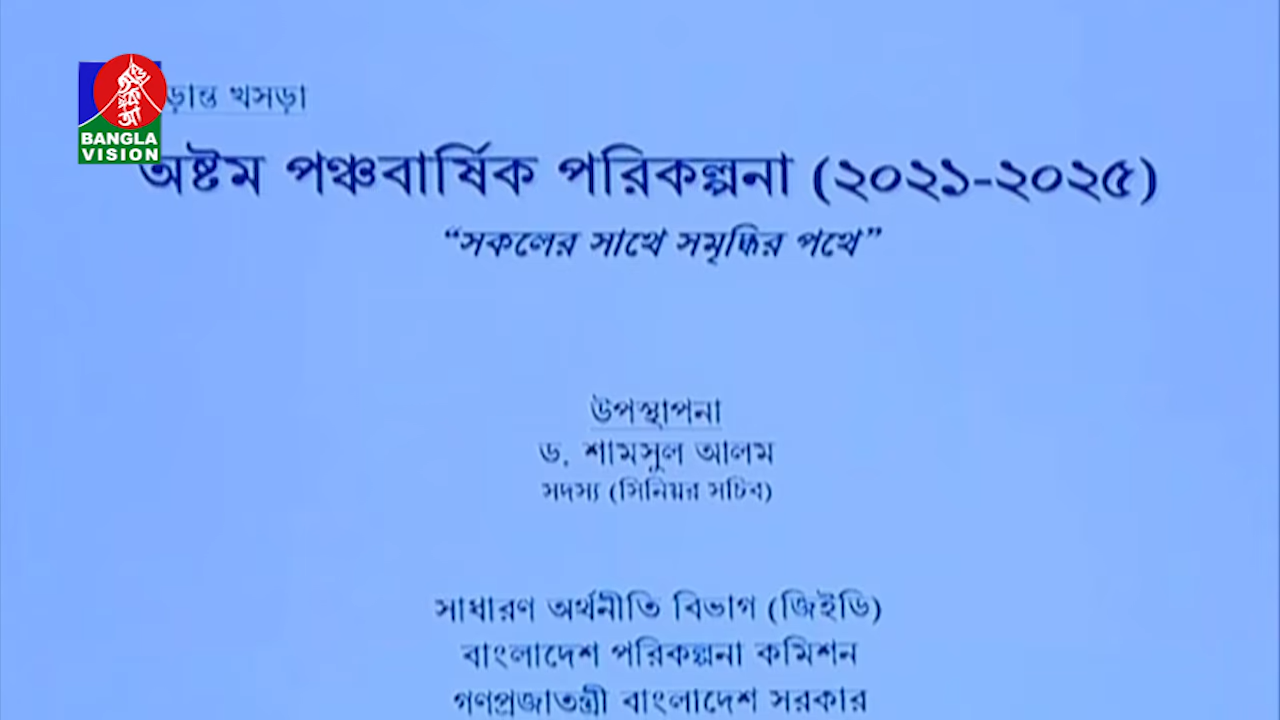 BANGLA
VISION
খসড়া
অষ্টম পঞ্চবার্ষিক পরিকল্পনা (২০২১-২০২৫)
“সকলের সাথে সমৃদ্ধির পথে”
উপস্থাপনা
ড. শামসুল আলম
সদস্য (সিনিয়র সচিব)
সাধারণ অর্থনীতি বিভাগ (জিইডি)
বাংলাদেশ পরিকল্পনা কমিশন
গণপ্রজাতন্ত্রী বাংলাদেশ সরকার